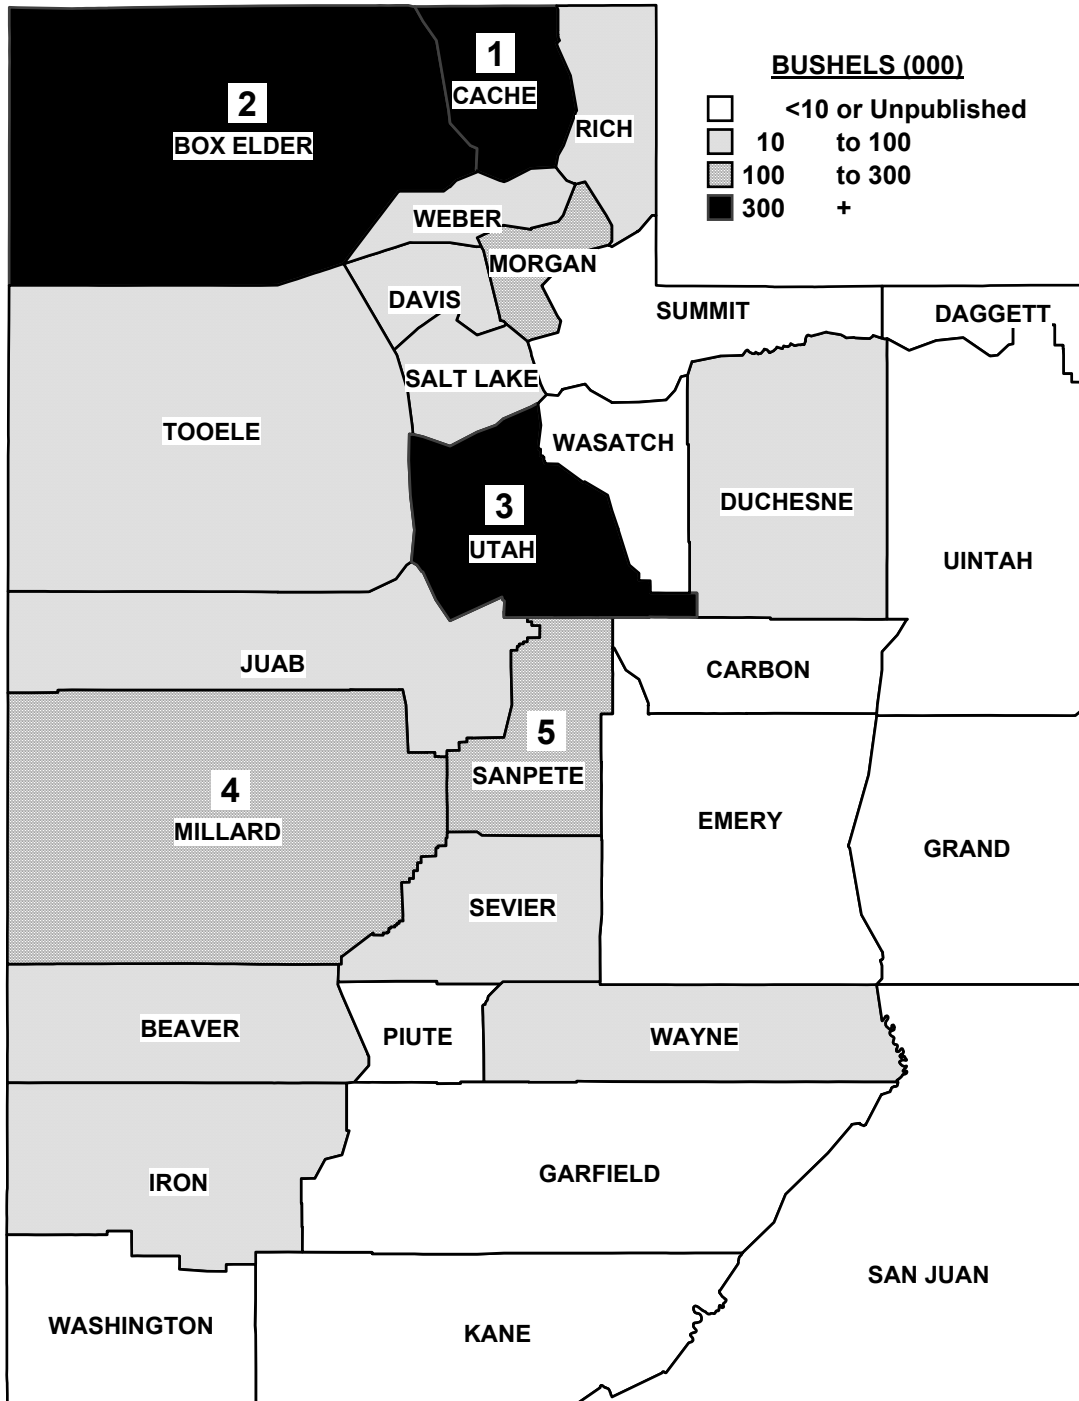 1
CACHE
BUSHELS (000)
<10 or Unpublished
10 to 100
100 to 300
300 +
2
BOX ELDER
RICH
WEBER
MORGAN
DAVIS
SUMMIT
DAGGETT
SALT LAKE
TOOELE
WASATCH
DUCHESNE
3
UTAH
UINTAH
JUAB
CARBON
5
SANPETE
4
MILLARD
EMERY
GRAND
SEVIER
BEAVER
PIUTE
WAYNE
IRON
GARFIELD
SAN JUAN
WASHINGTON
KANE